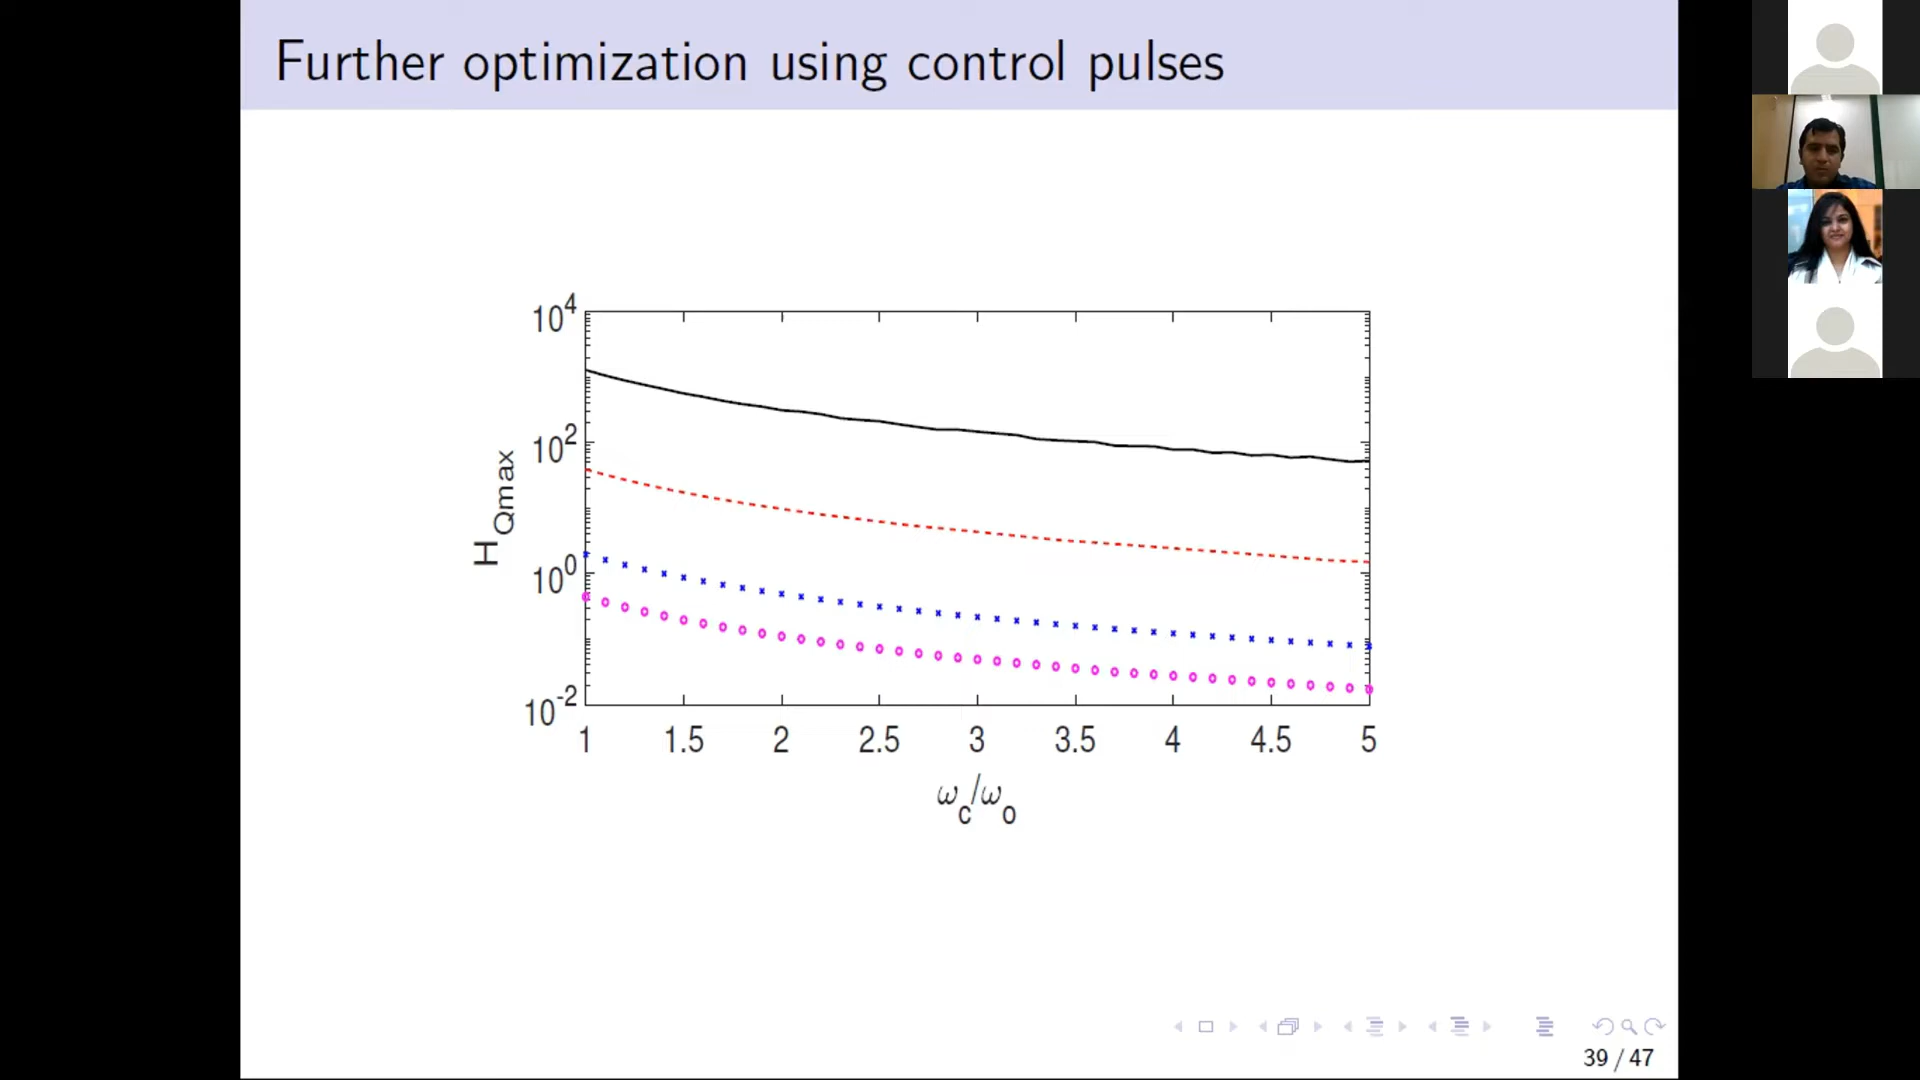 Further optimization using control pulses
10^4
10^2
10^0
10^-2
H_Qmax
1 1.5 2 2.5 3 3.5 4 4.5 5
ω_c/ω_o
39 / 47